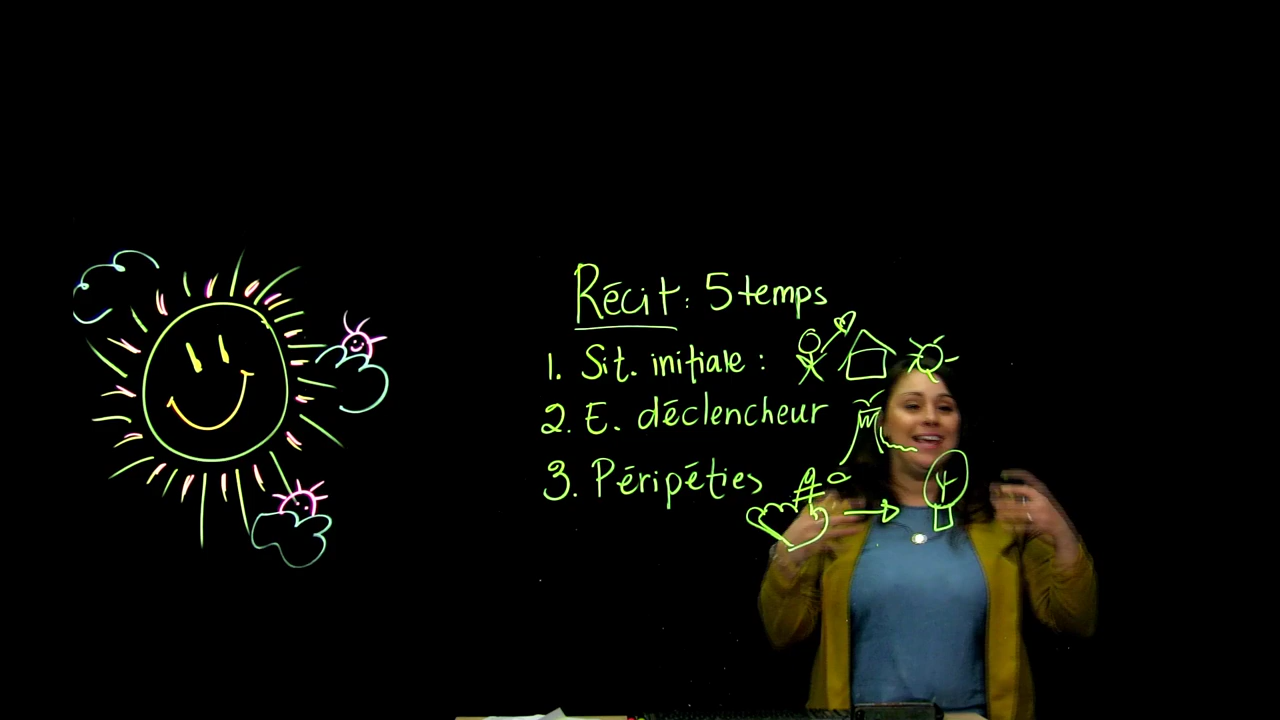 Récit : 5 temps
1. Sit. initiale :
2. E. déclencheur
3. Péripéties